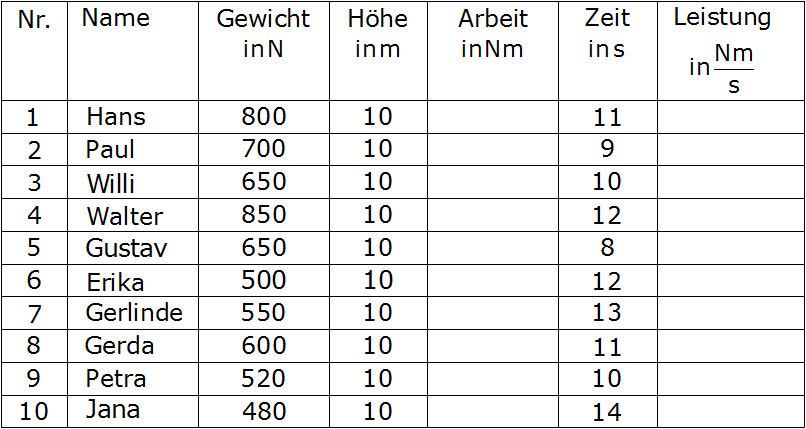 Nr. Name Gewicht Höhe Arbeit Zeit Leistung
in N in m in Nm in s in Nm/s
1 Hans 800 10 11
2 Paul 700 10 9
3 Willi 650 10 10
4 Walter 850 10 12
5 Gustav 650 10 8
6 Erika 500 10 12
7 Gerlinde 550 10 13
8 Gerda 600 10 11
9 Petra 520 10 10
10 Jana 480 10 14